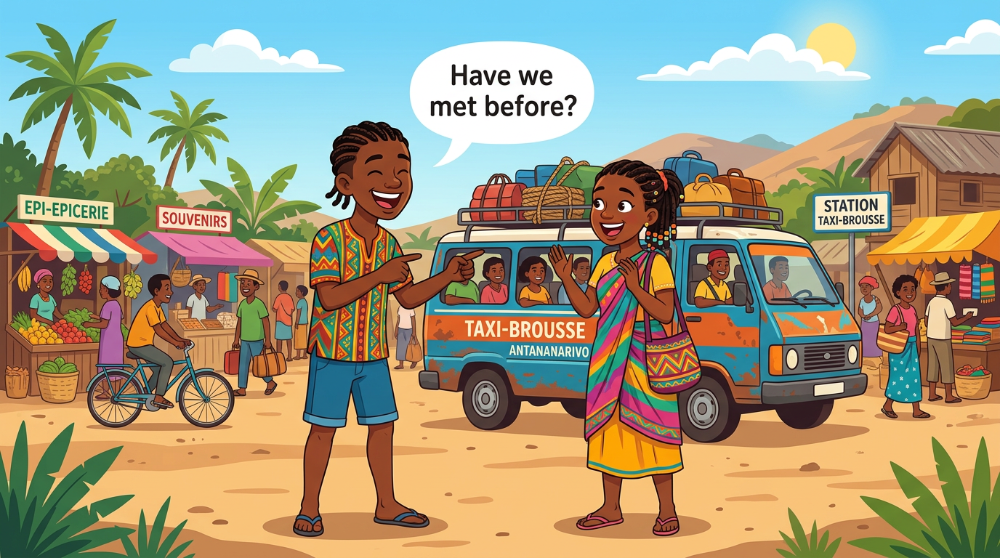 Have we
met before?
EPI-EPICERIE
SOUVENIRS
STATION
TAXI-BROUSSE
TAXI-BROUSSE
ANTANANARIVO